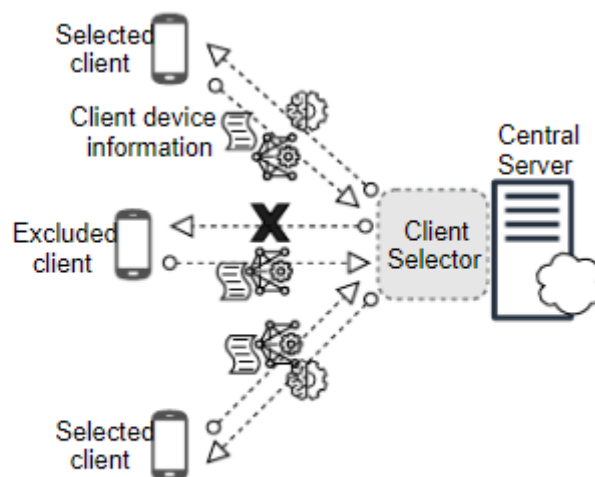 Selected
client
Client device
information
Central
Server
Excluded
client
Client
Selector
Selected
client